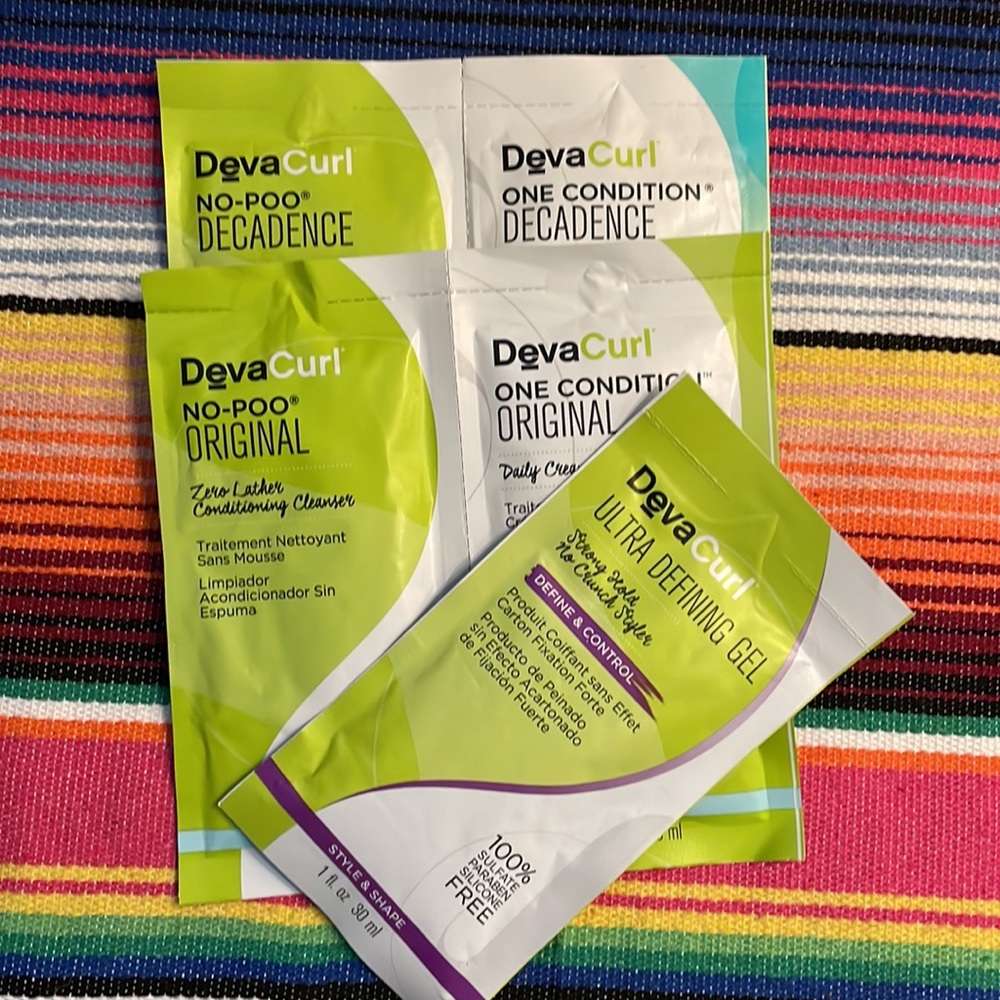 DevaCurl
NO-POO®
DECADENCE
DevaCurl
ONE CONDITION®
DECADENCE
DevaCurl
NO-POO®
ORIGINAL
Zero Lather
Conditioning Cleanser
Traitement Nettoyant
Sans Mousse
Limpiador
Acondicionador Sin
Espuma
DevaCurl
ONE
ORIGINAL
Daily
DevaCurl
ULTRA DEFINING GEL
Strong Hold,
No Crunch Styler
DEFINE & CONTROL
Produit Coiffant sans Effet
Carton Fixation Forte
Producto de Peinado
sin Efecto Acartonado
de Fijación Fuerte
100%
SULFATE
PARABEN
SILICONE
FREE
STYLE & SHAPE
1 fl. oz 30 ml
ml